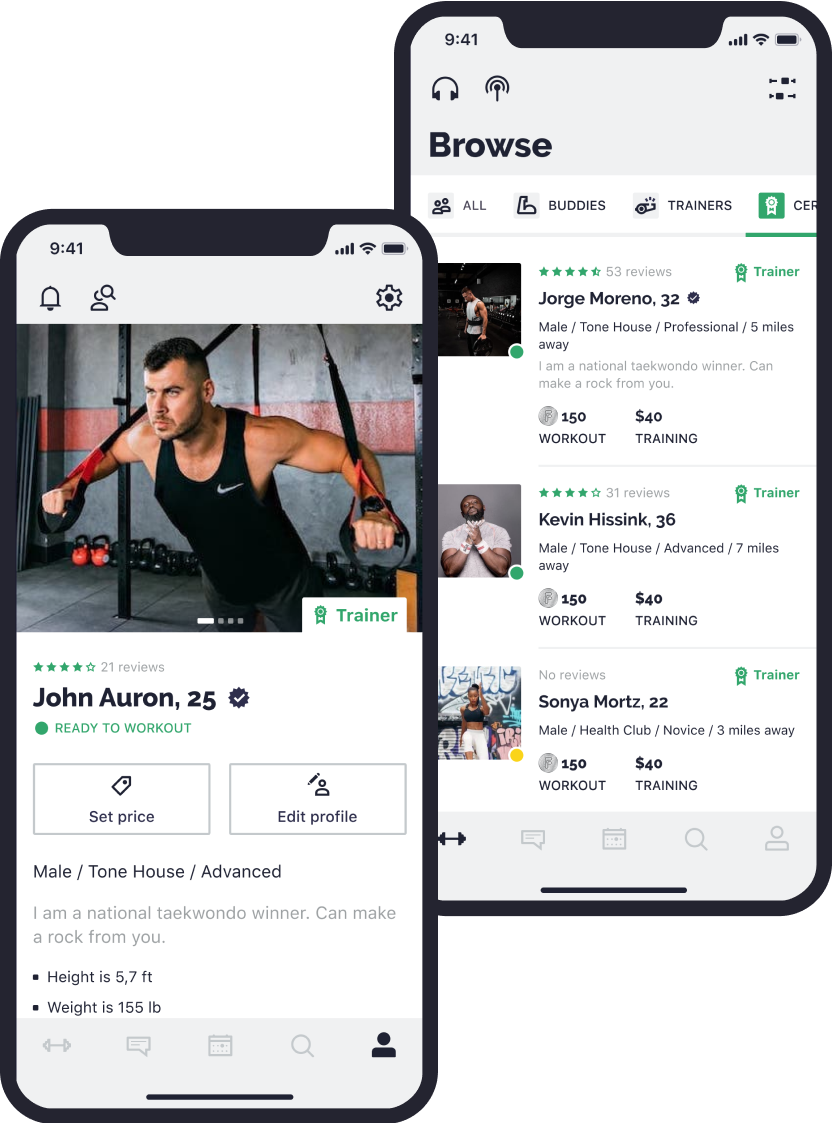 9:41
Browse
ALL
BUDDIES
TRAINERS
CER
53 reviews
Trainer
Jorge Moreno, 32
Male / Tone House / Professional / 5 miles
away
I am a national taekwondo winner. Can
make a rock from you.
150
$40
WORKOUT
TRAINING
31 reviews
Trainer
Kevin Hissink, 36
Male / Tone House / Advanced / 7 miles
away
150
$40
WORKOUT
TRAINING
No reviews
Trainer
Sonya Mortz, 22
Male / Health Club / Novice / 3 miles away
150
$40
WORKOUT
TRAINING
9:41
Trainer
21 reviews
John Auron, 25
READY TO WORKOUT
Set price
Edit profile
Male / Tone House / Advanced
I am a national taekwondo winner. Can make
a rock from you.
Height is 5,7 ft
Weight is 155 lb